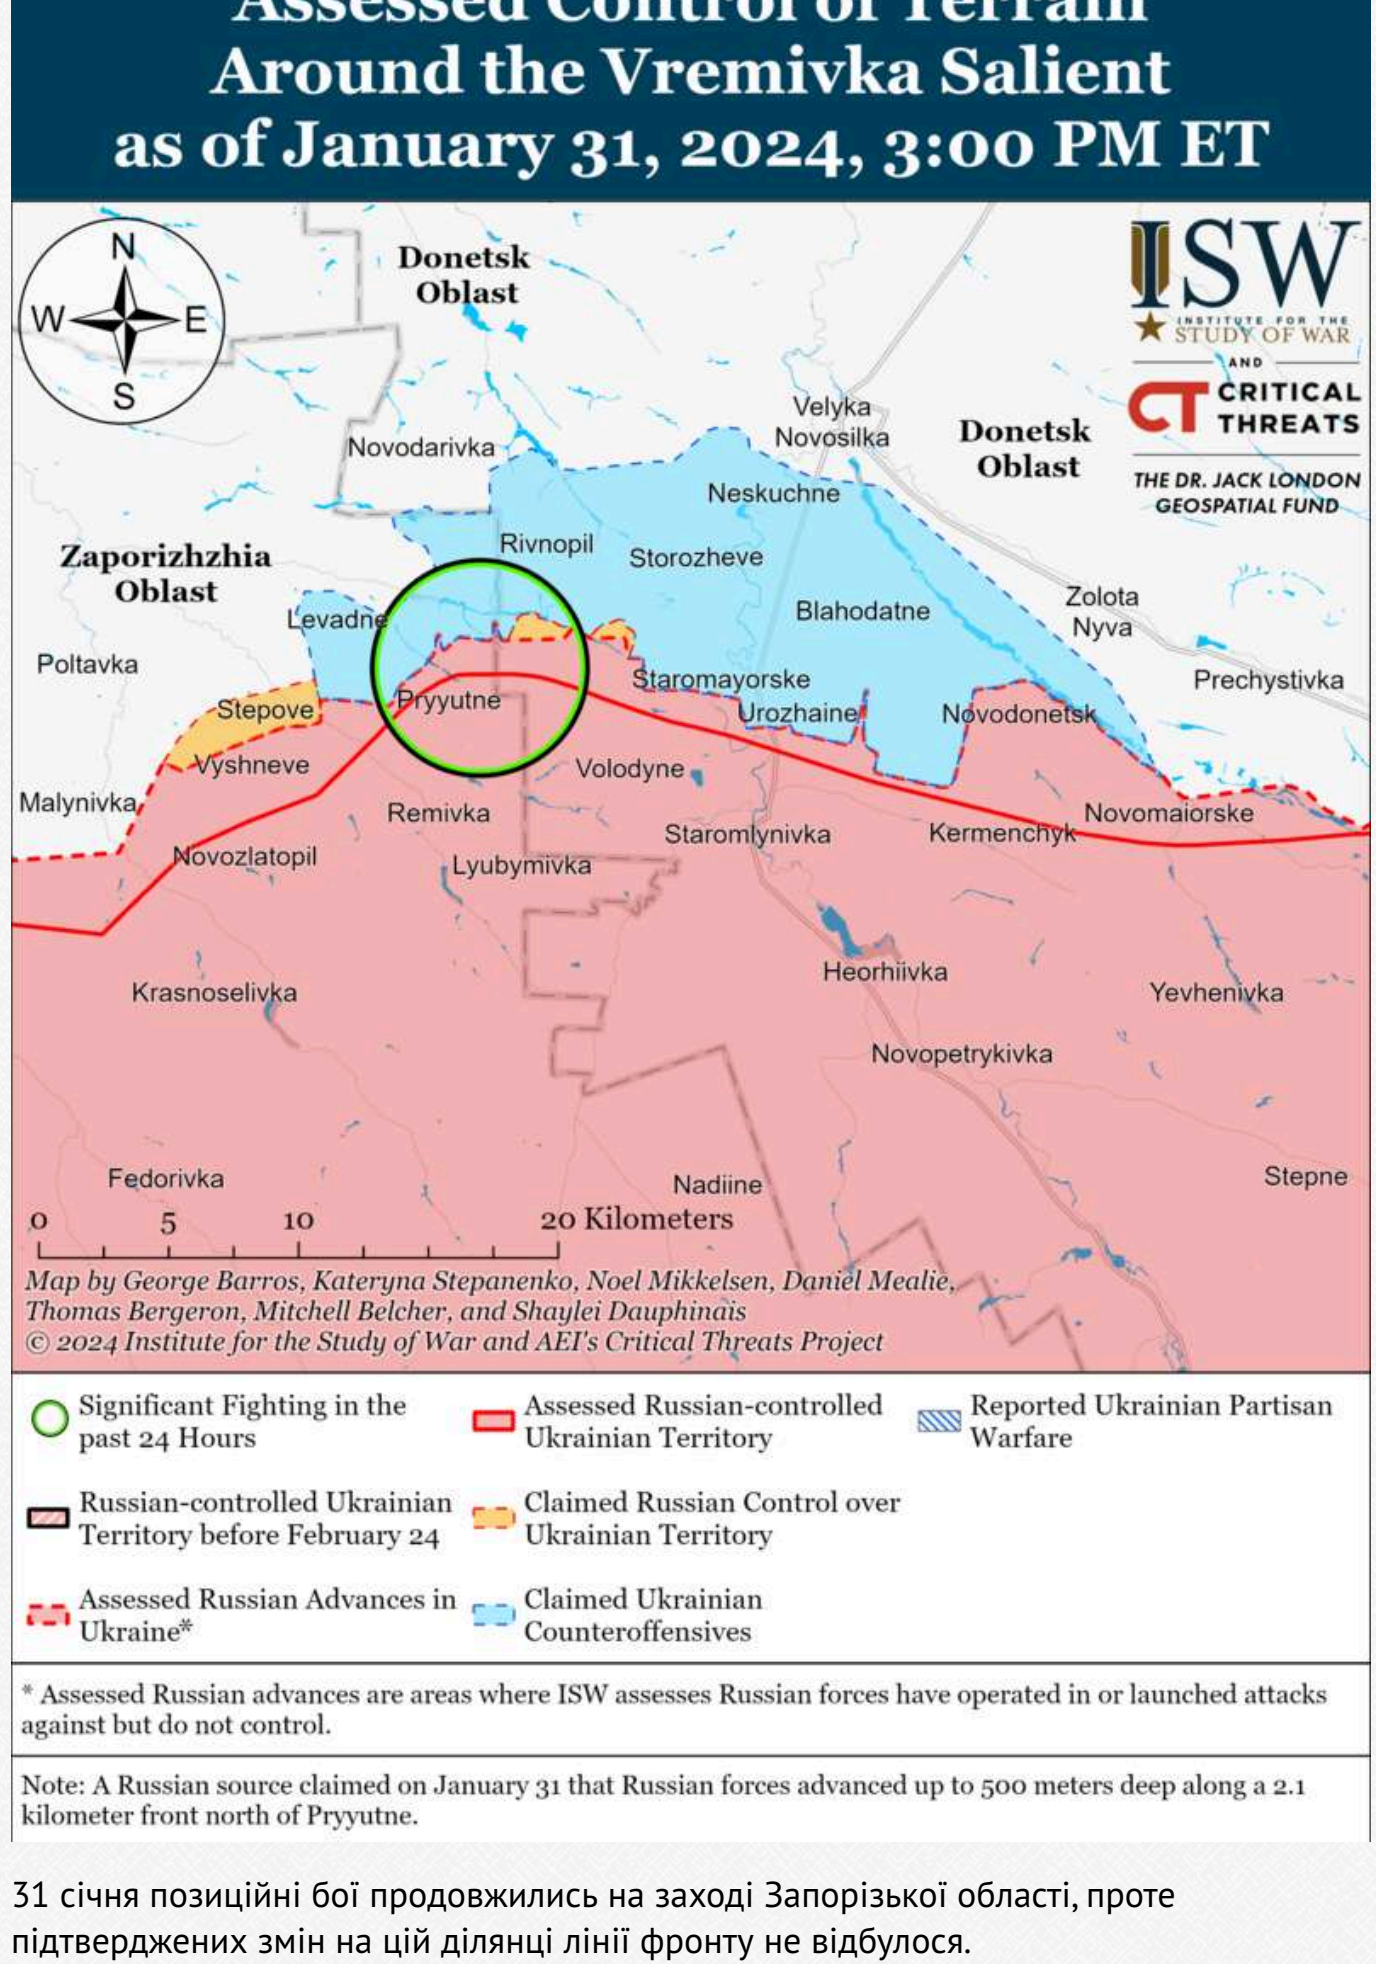 Assessed Control of Terrain
Around the Vremivka Salient
as of January 31, 2024, 3:00 PM ET
N
W
E
S
Donetsk
Oblast
ISW
INSTITUTE FOR THE
STUDY OF WAR
AND
CT CRITICAL
THREATS
THE DR. JACK LONDON
GEOSPATIAL FUND
Velyka
Novosilka
Donetsk
Oblast
Novodarivka
Neskuchne
Rivnopil
Storozheve
Zaporizhzhia
Oblast
Levadne
Blahodatne
Zolota
Nyva
Poltavka
Staromayorske
Prechystivka
Stepove
Pryyutne
Urozhaine
Novodonetsk
Vyshneve
Volodyne
Malynivka
Remivka
Novomaiorske
Staromlynivka
Kermenchyk
Novozlatopil
Lyubymivka
Heorhiivka
Krasnoselivka
Yevhenivka
Novopetrykivka
Fedorivka
Nadiine
Stepne
0 5 10 20 Kilometers
Map by George Barros, Kateryna Stepanenko, Noel Mikkelsen, Daniel Mealie,
Thomas Bergeron, Mitchell Belcher, and Shaylei Dauphinais
© 2024 Institute for the Study of War and AEI's Critical Threats Project
Significant Fighting in the
past 24 Hours
Assessed Russian-controlled
Ukrainian Territory
Reported Ukrainian Partisan
Warfare
Russian-controlled Ukrainian
Territory before February 24
Claimed Russian Control over
Ukrainian Territory
Assessed Russian Advances in
Ukraine*
Claimed Ukrainian
Counteroffensives
* Assessed Russian advances are areas where ISW assesses Russian forces have operated in or launched attacks
against but do not control.
Note: A Russian source claimed on January 31 that Russian forces advanced up to 500 meters deep along a 2.1
kilometer front north of Pryyutne.
31 січня позиційні бої продовжились на заході Запорізької області, проте
підтверджених змін на цій ділянці лінії фронту не відбулося.